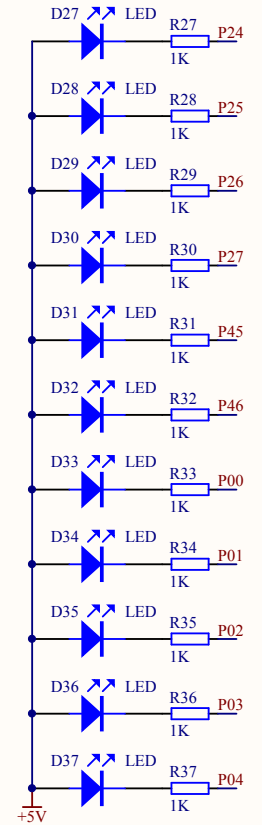 D27 LED R27 P24
1K
D28 LED R28 P25
1K
D29 LED R29 P26
1K
D30 LED R30 P27
1K
D31 LED R31 P45
1K
D32 LED R32 P46
1K
D33 LED R33 P00
1K
D34 LED R34 P01
1K
D35 LED R35 P02
1K
D36 LED R36 P03
1K
D37 LED R37 P04
1K
+5V